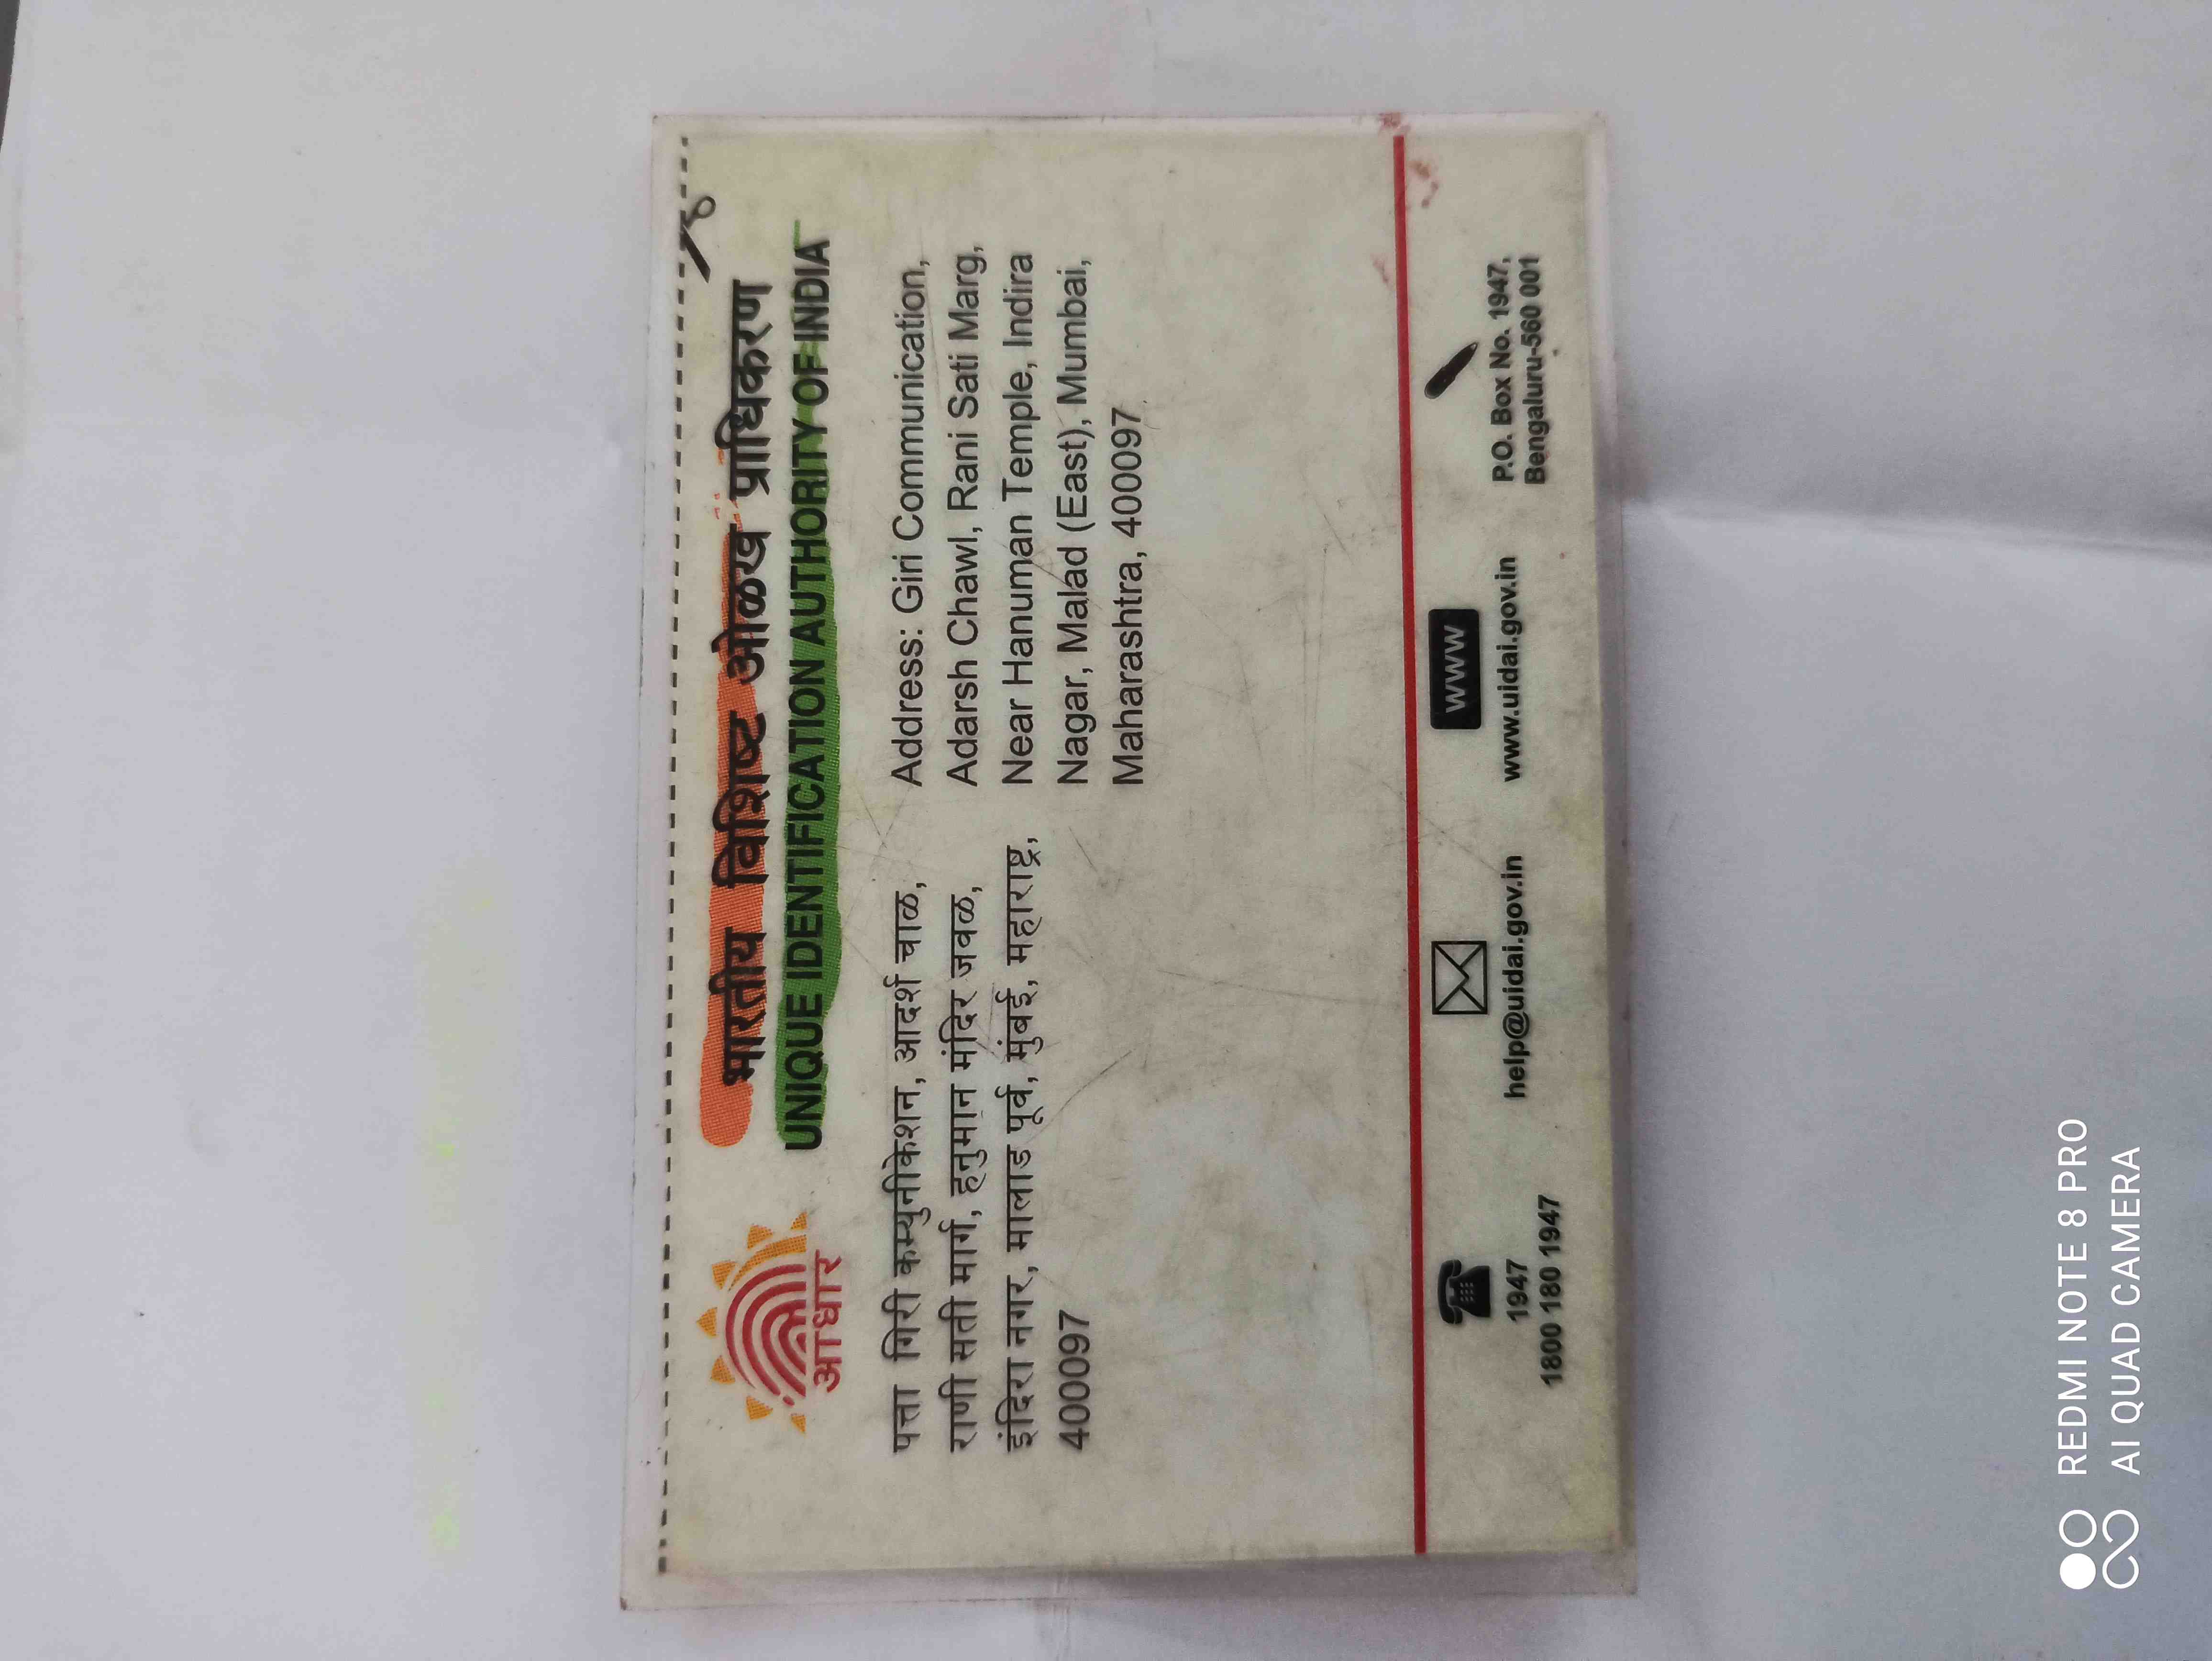 भारतीय विशिष्ट ओळख प्राधिकरण
UNIQUE IDENTIFICATION AUTHORITY OF INDIA
आधार
पत्ता गिरी कम्युनीकेशन, आदर्श चाळ,
राणी सती मार्ग, हनुमान मंदिर जवळ,
इंदिरा नगर, मालाड पूर्व, मुंबई, महाराष्ट्र,
400097
Address: Giri Communication,
Adarsh Chawl, Rani Sati Marg,
Near Hanuman Temple, Indira
Nagar, Malad (East), Mumbai,
Maharashtra, 400097
1947
1800 180 1947
help@uidai.gov.in
WWW
www.uidai.gov.in
P.O. Box No. 1947,
Bengaluru-560 001
REDMI NOTE 8 PRO
AI QUAD CAMERA